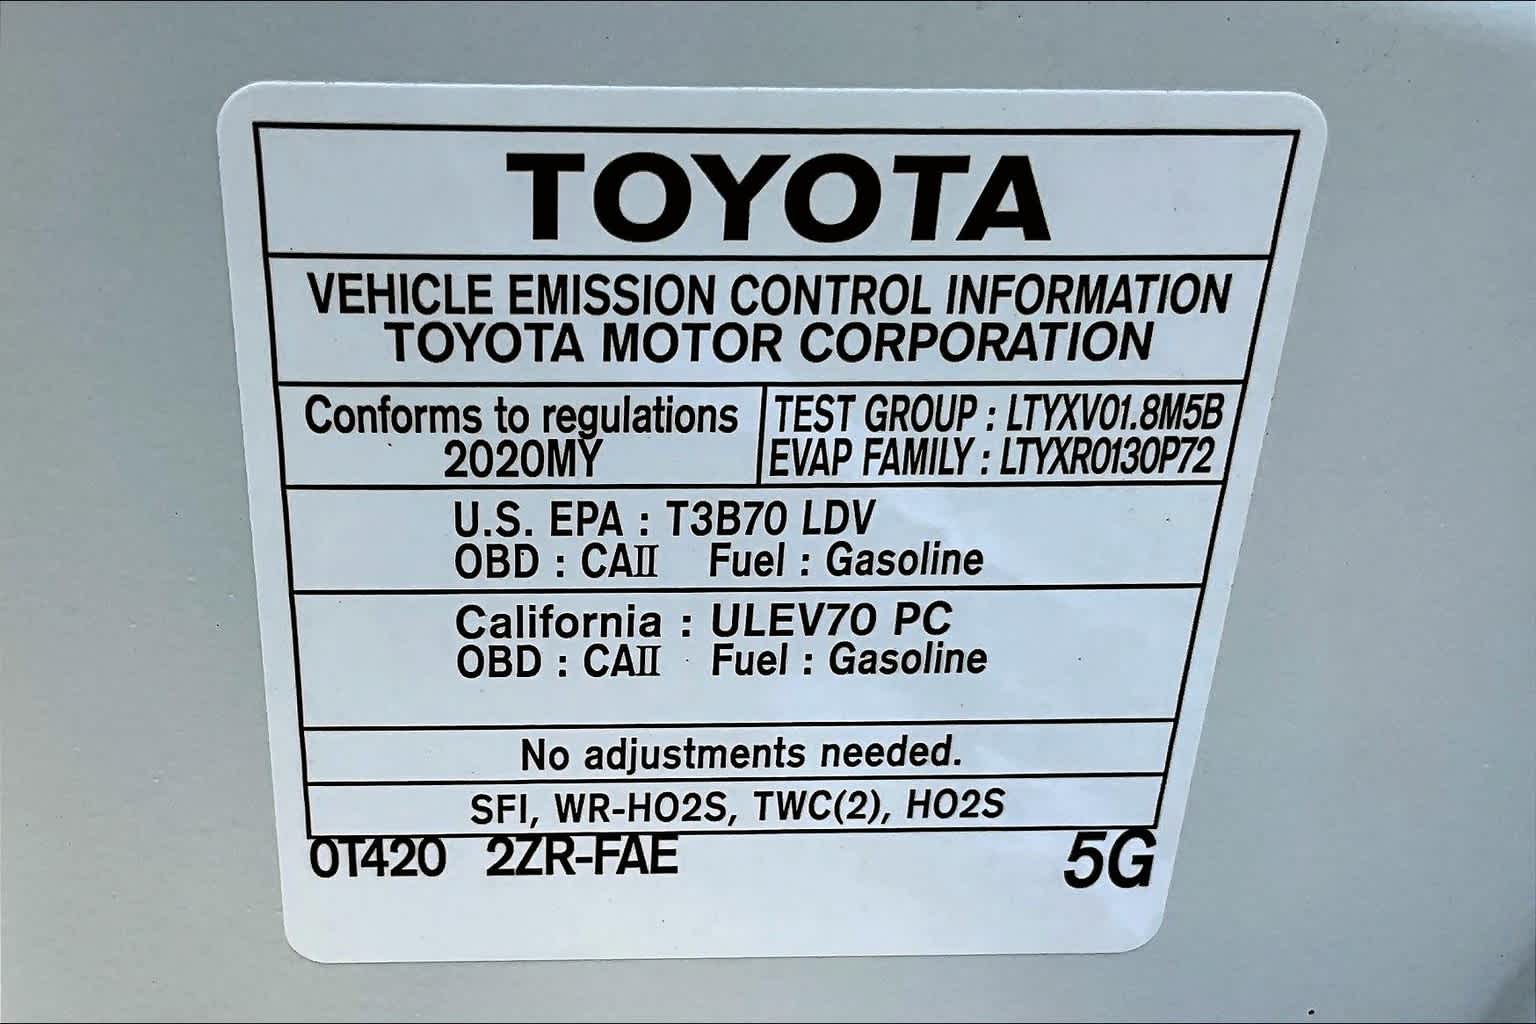 TOYOTA
VEHICLE EMISSION CONTROL INFORMATION
TOYOTA MOTOR CORPORATION
Conforms to regulations
2020MY
TEST GROUP : LTYXV01.8M5B
EVAP FAMILY : LTYXR0130P72
U.S. EPA : T3B70 LDV
OBD : CAⅡ Fuel : Gasoline
California : ULEV70 PC
OBD : CAⅡ Fuel : Gasoline
No adjustments needed.
SFI, WR-HO2S, TWC(2), HO2S
0T420 2ZR-FAE 5G